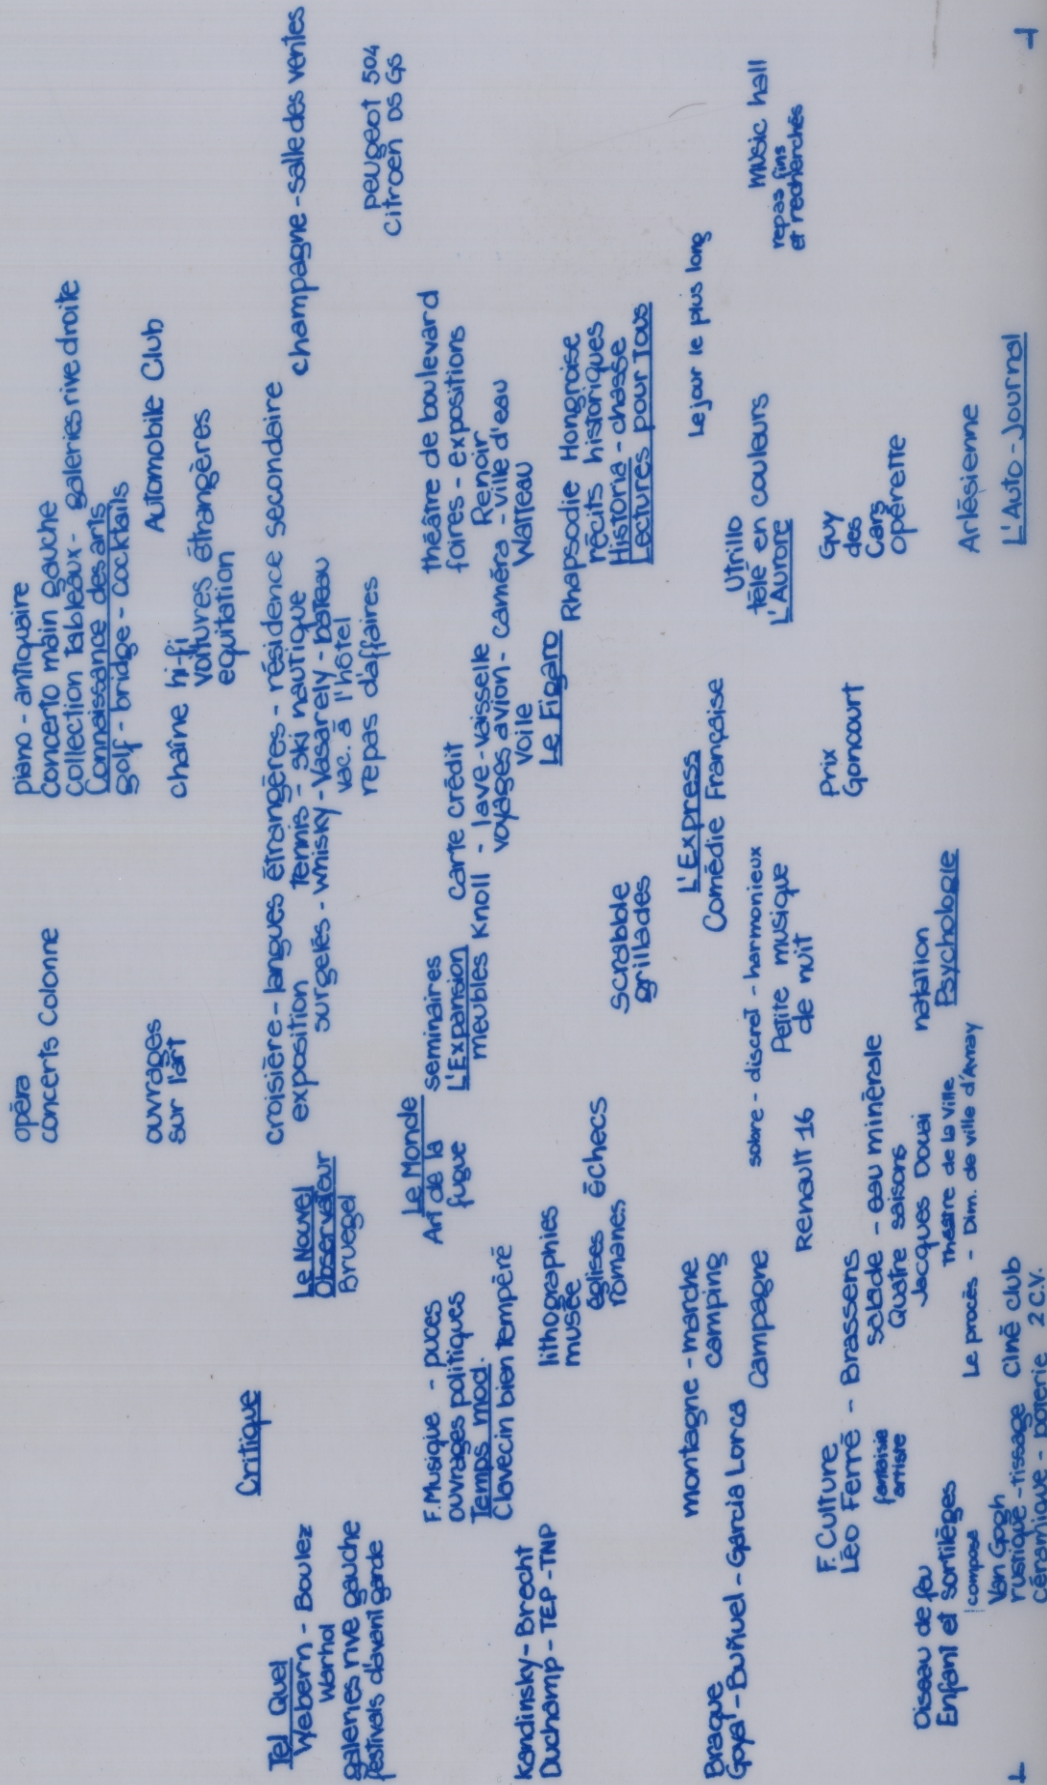 opéra
concerts Colonne
piano - antiquaire
concerto main gauche
collection tableaux - galeries rive droite
Connaissance des arts
golf - bridge - cocktails
ouvrages
sur l'art
Automobile Club
chaîne hi-fi
voitures étrangères
equitation
Critique
croisière - langues étrangères - résidence secondaire
champagne - salle des ventes
exposition tennis - ski nautique
surgelés - whisky - Vasarely - bateau
vac. à l'hôtel
repas d'affaires
peugeot 504
Citroën DS GS
Tel Quel
Webern - Boulez
Warhol
galeries rive gauche
festivals d'avant garde
Le Nouvel
Observateur
Bruegel
Le Monde
Art de la
fugue
seminaires
L'Expansion
carte crédit
meubles Knoll - lave-vaisselle
voyages avion - caméra - ville d'eau
voile
Le Figaro
théâtre de boulevard
foires - expositions
Renoir
Watteau
F. Musique - puces
ouvrages politiques
Temps mod.
Clavecin bien tempéré
Kandinsky - Brecht
Duchamp - TEP - TNP
lithographies
musée
églises
romanes
échecs
scrabble
grillades
Rhapsodie Hongroise
récits historiques
Historia - chasse
Lectures pour Tous
montagne - marche
camping
Braque
Goya - Buñuel - Garcia Lorca
Campagne
L'Express
Comédie Française
sobre - discret - harmonieux
Petite musique
de nuit
Le jour le plus long
Utrillo
télé en couleurs
L'Aurore
music hall
repas fins
et recherchés
Renault 16
Prix
Goncourt
Guy
des
Cars
opérette
F. Culture
Léo Ferré - Brassens
fantaisie
artiste
salade - eau minérale
Quatre saisons
Jacques Douai
Théatre de la Ville
natation
Psychologie
Oiseau de feu
Enfant et sortilèges
composé
Le procès - Dim. de ville d'Avray
Arlésienne
L'Auto-Journal
Van Gogh
rustique - tissage ciné club
céramique - poterie 2 C.V.